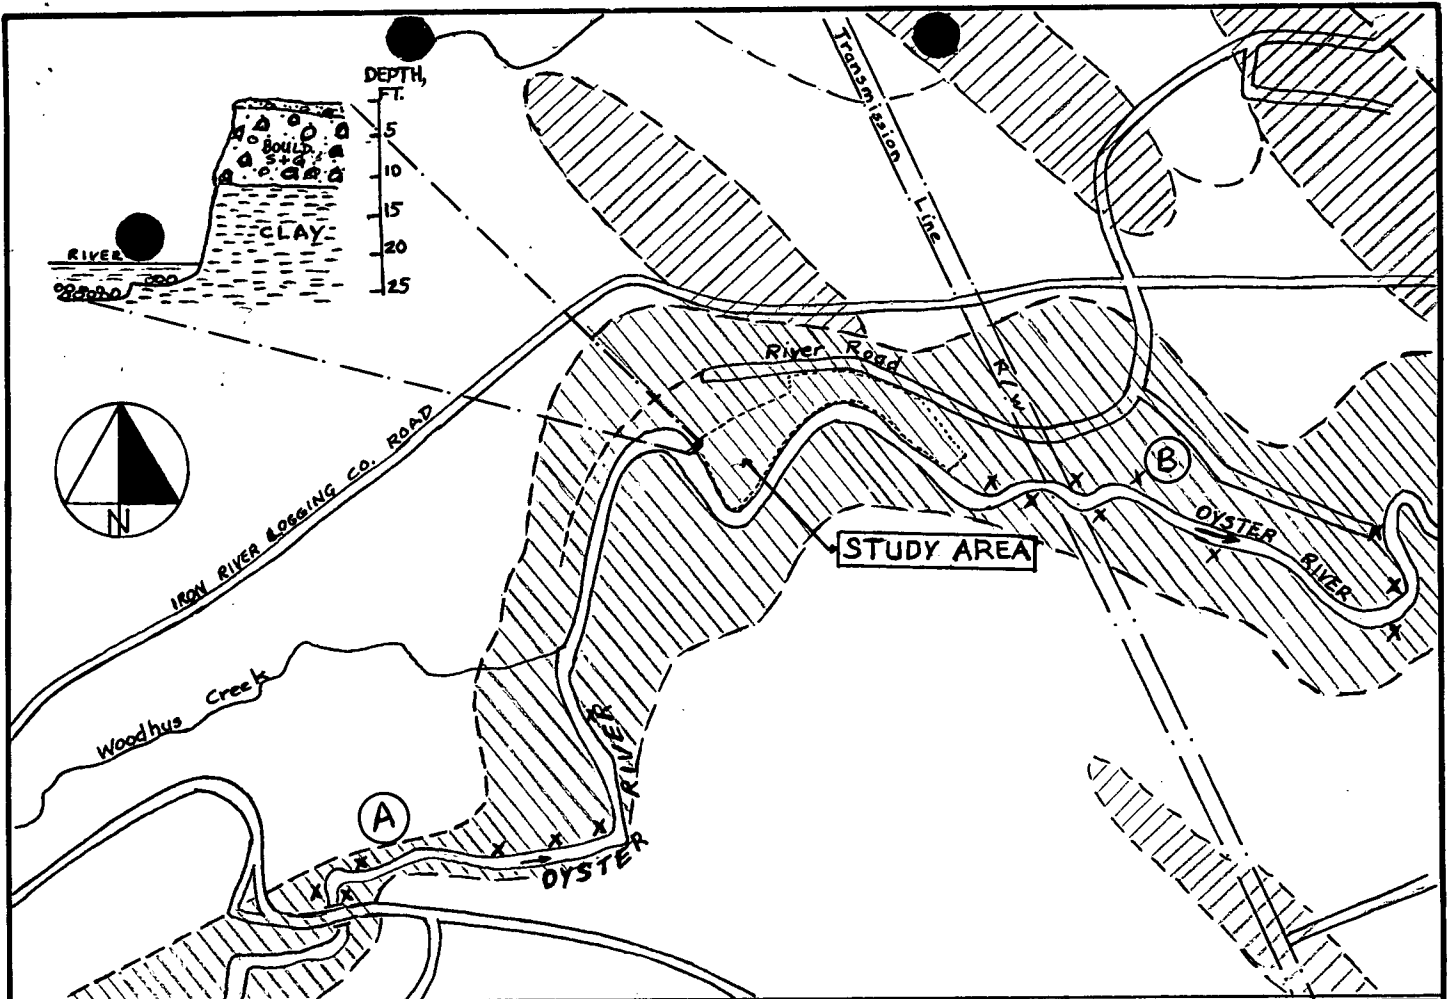 DEPTH,
FT.
5
10
15
20
25
BOULD.
S+G
CLAY
RIVER
Transmission Line
R/W
River Road
IRON RIVER LOGGING CO. ROAD
N
STUDY AREA
B
OYSTER RIVER
Woodhus Creek
A
OYSTER RIVER